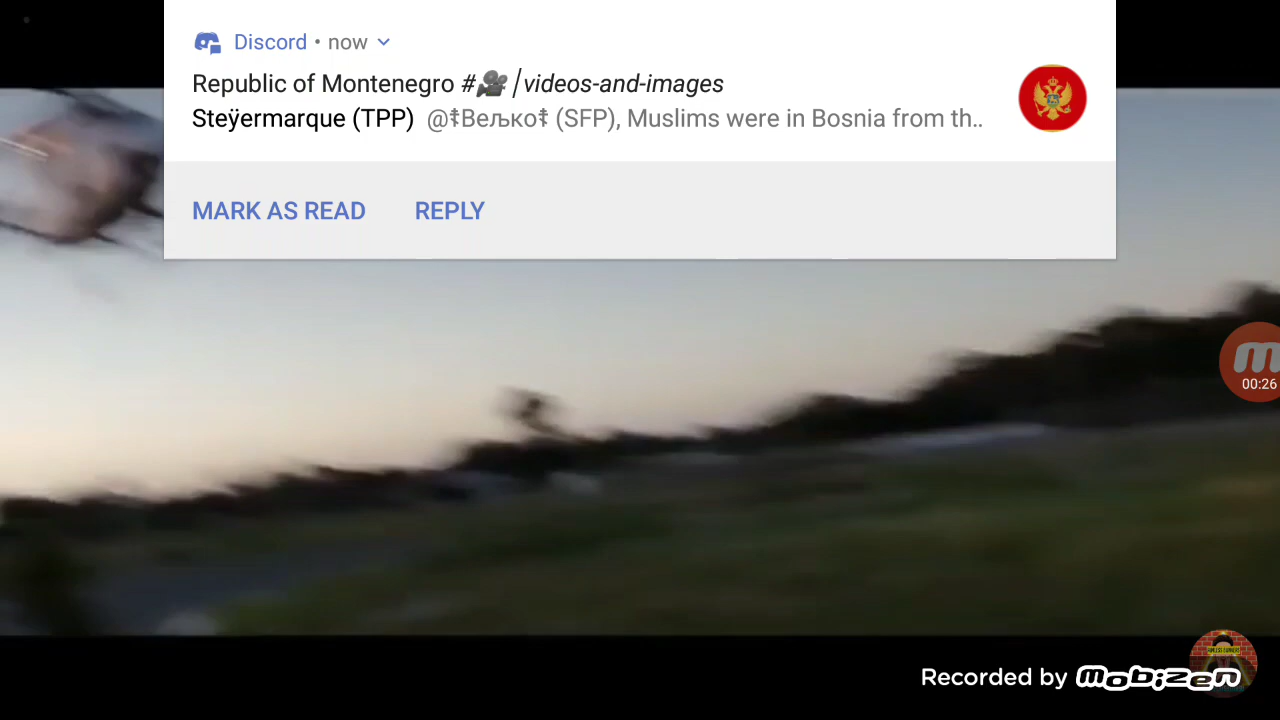 Discord • now
Republic of Montenegro #🎥│videos-and-images
Steÿermarque (TPP) @☨Вељко☨ (SFP), Muslims were in Bosnia from th..
MARK AS READ REPLY
00:26
Recorded by mobizen